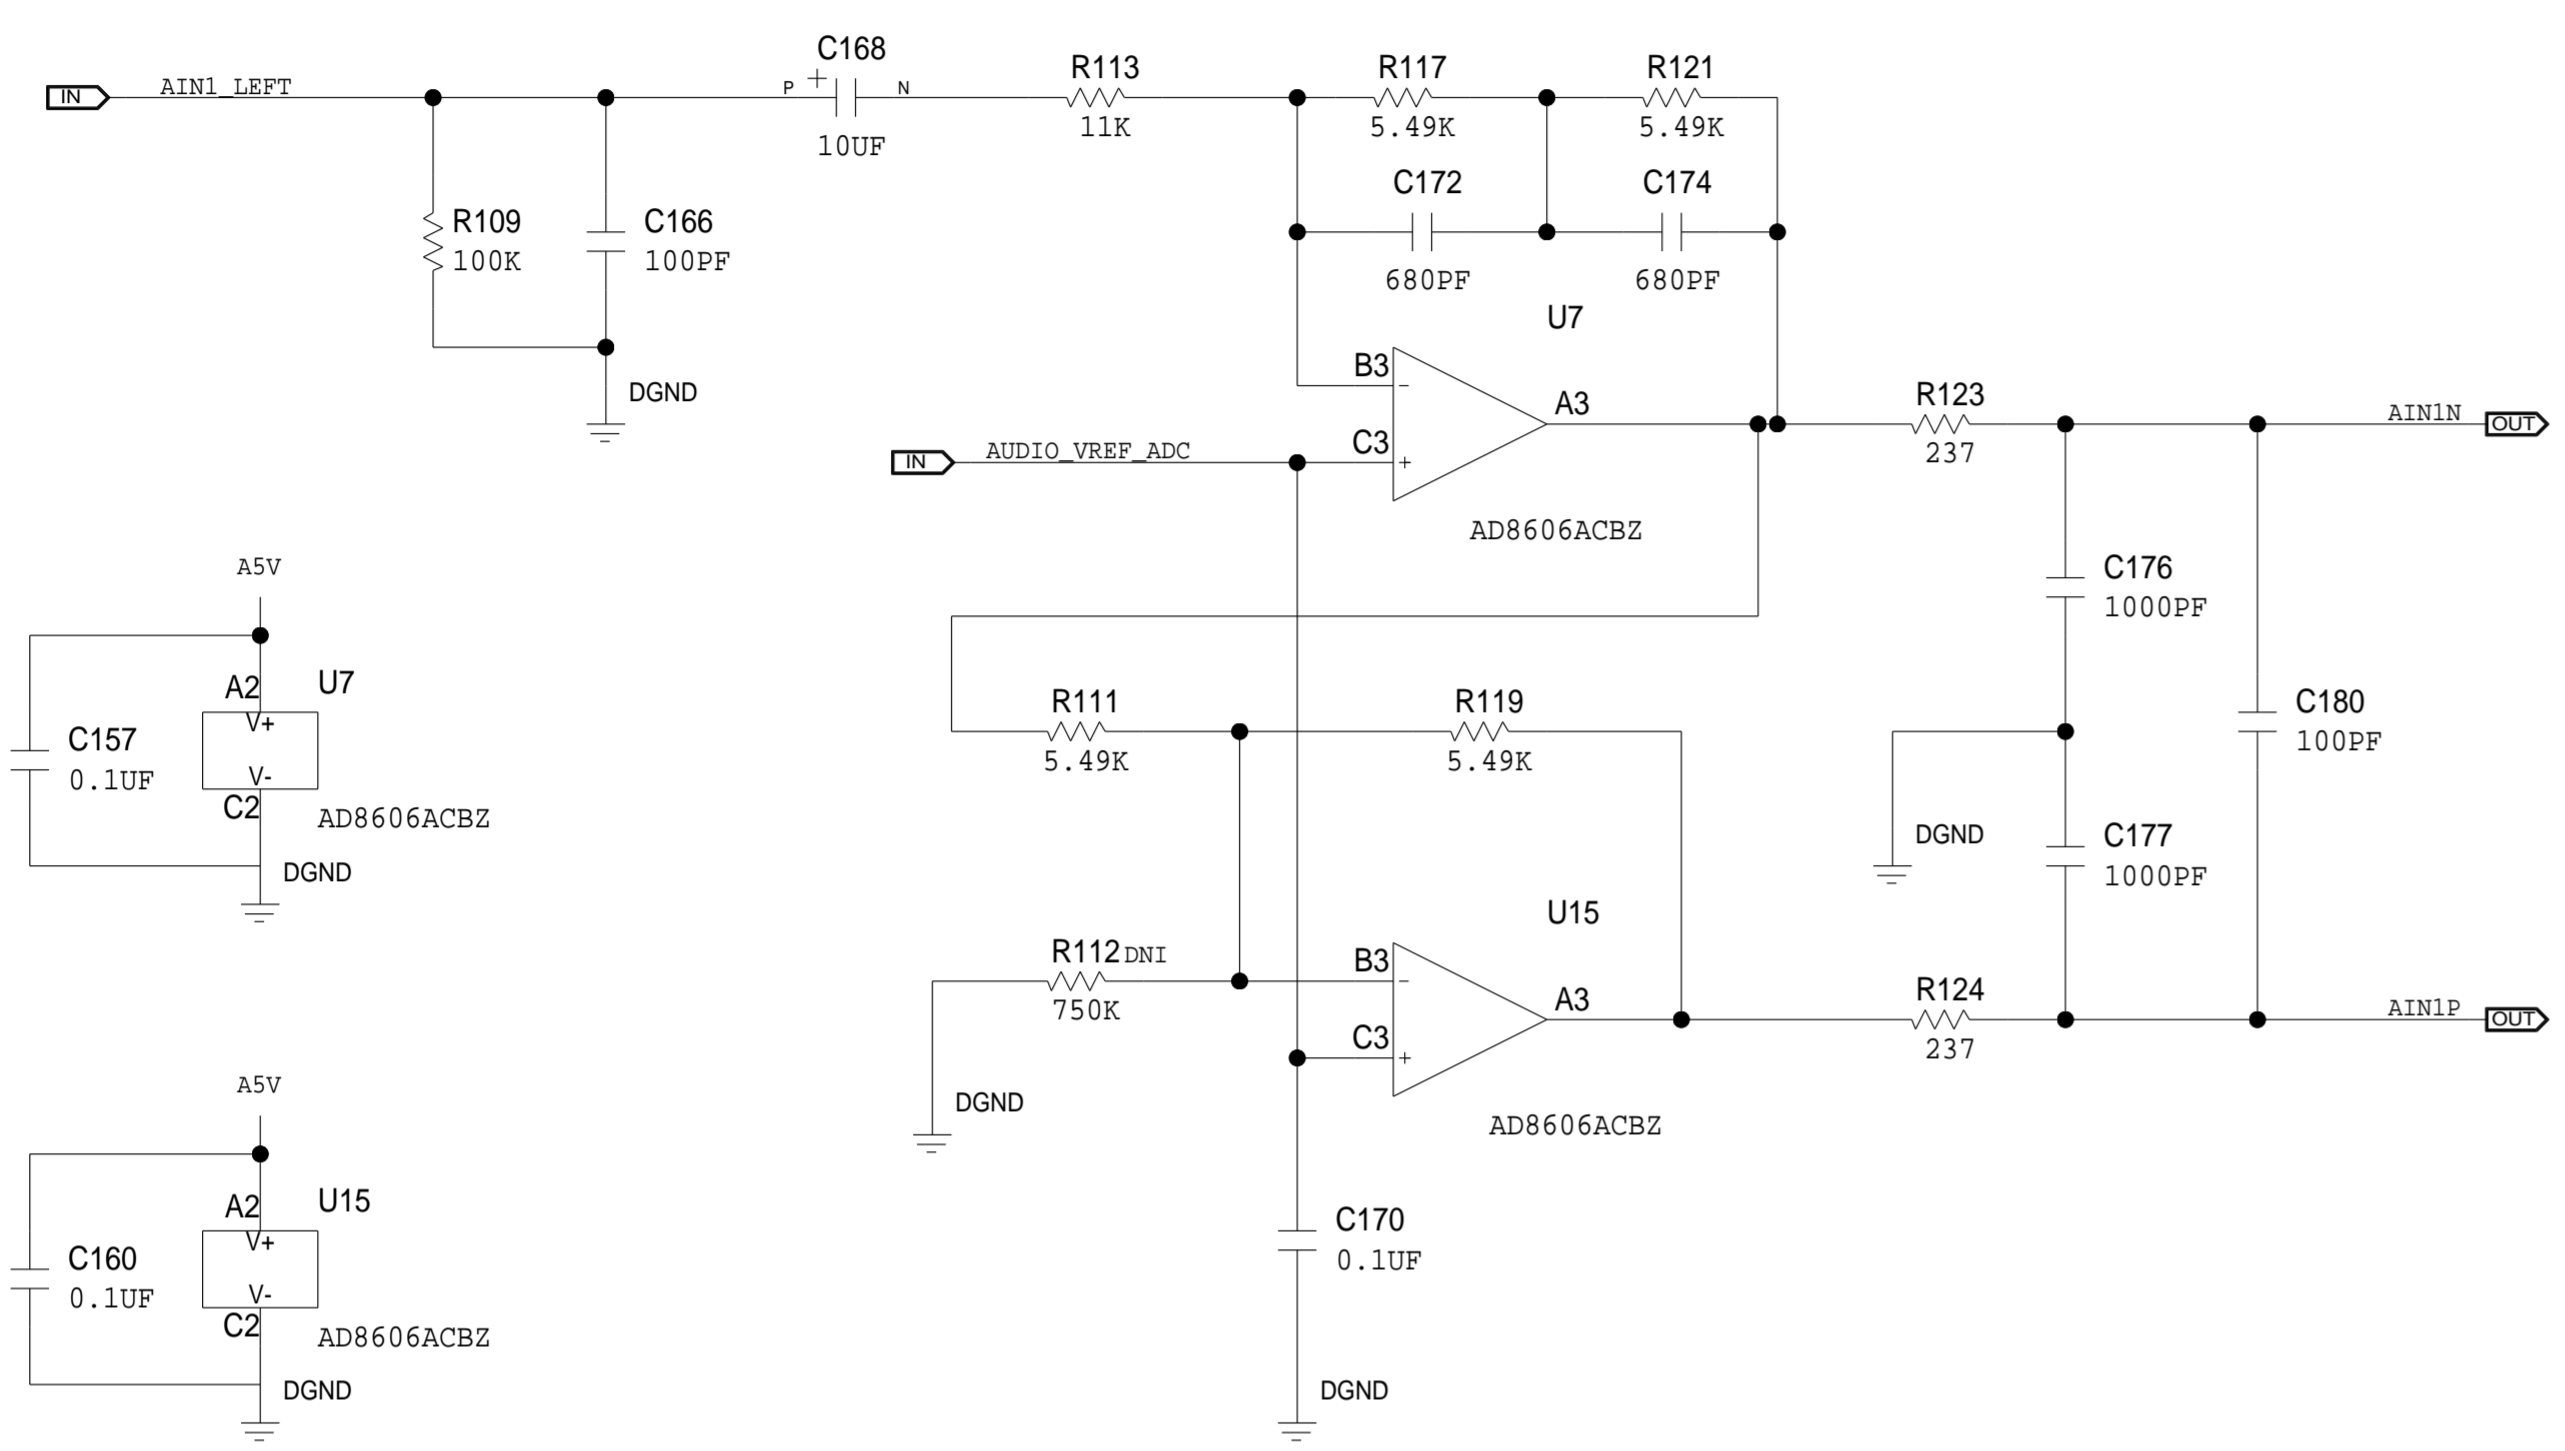 C168
R113
R117
R121
IN
AIN1_LEFT
P
+
N
10UF
11K
5.49K
5.49K
C172
C174
R109
100K
C166
100PF
680PF
680PF
U7
DGND
B3
-
A3
R123
AIN1N
OUT
IN
AUDIO_VREF_ADC
C3
+
237
AD8606ACBZ
A5V
C176
1000PF
A2
U7
V+
C157
0.1UF
V-
C2
AD8606ACBZ
DGND
R111
5.49K
R119
5.49K
C180
100PF
DGND
C177
1000PF
U15
R112
DNI
750K
B3
-
A3
R124
AIN1P
OUT
C3
+
237
DGND
AD8606ACBZ
A5V
A2
U15
V+
C160
0.1UF
V-
C2
AD8606ACBZ
DGND
C170
0.1UF
DGND